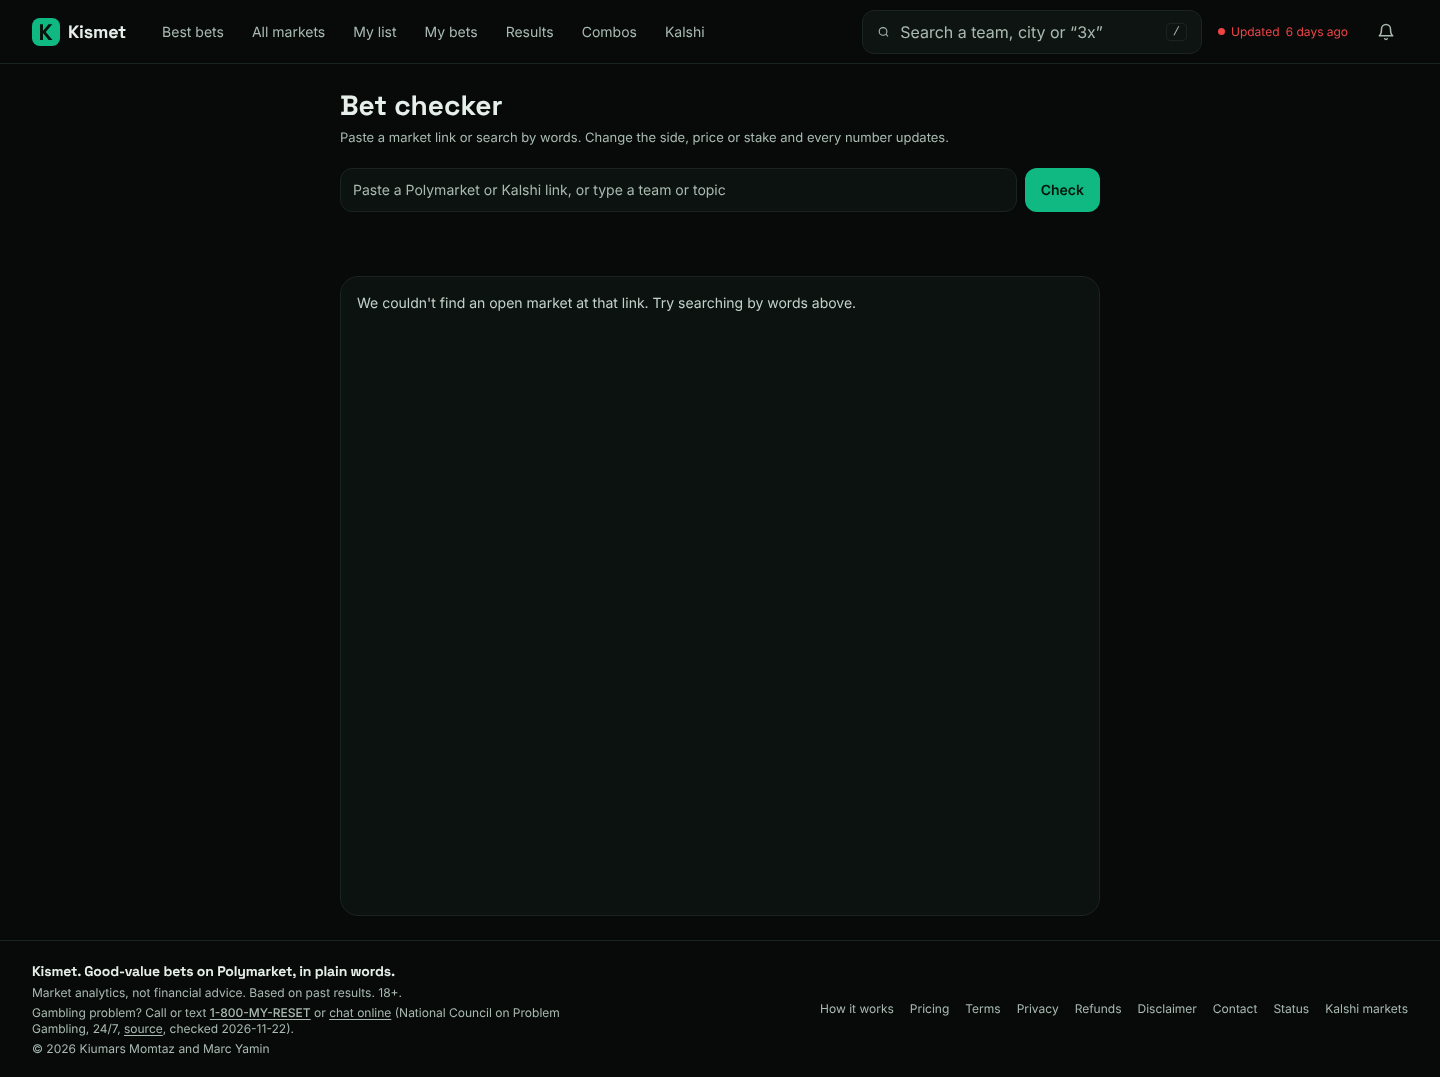 K Kismet
Best bets
All markets
My list
My bets
Results
Combos
Kalshi
Search a team, city or “3x”
/
Updated 6 days ago
Bet checker
Paste a market link or search by words. Change the side, price or stake and every number updates.
Paste a Polymarket or Kalshi link, or type a team or topic
Check
We couldn't find an open market at that link. Try searching by words above.
Kismet. Good-value bets on Polymarket, in plain words.
Market analytics, not financial advice. Based on past results. 18+.
Gambling problem? Call or text 1-800-MY-RESET or chat online (National Council on Problem
Gambling, 24/7, source, checked 2026-11-22).
© 2026 Kiumars Momtaz and Marc Yamin
How it works
Pricing
Terms
Privacy
Refunds
Disclaimer
Contact
Status
Kalshi markets